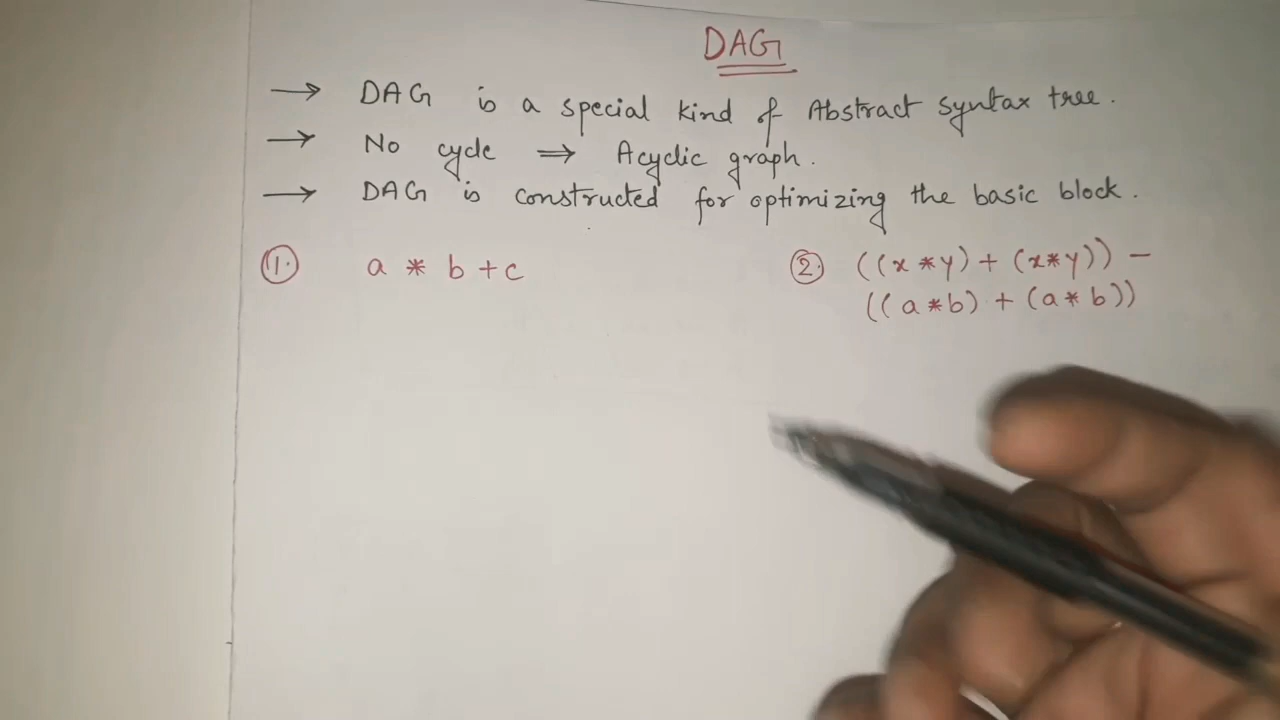 DAG
→ DAG is a special kind of Abstract syntax tree.
→ No cycle ⇒ Acyclic graph.
→ DAG is constructed for optimizing the basic block.
①. a * b + c
②. ((x * y) + (x * y)) –
((a * b) + (a * b))